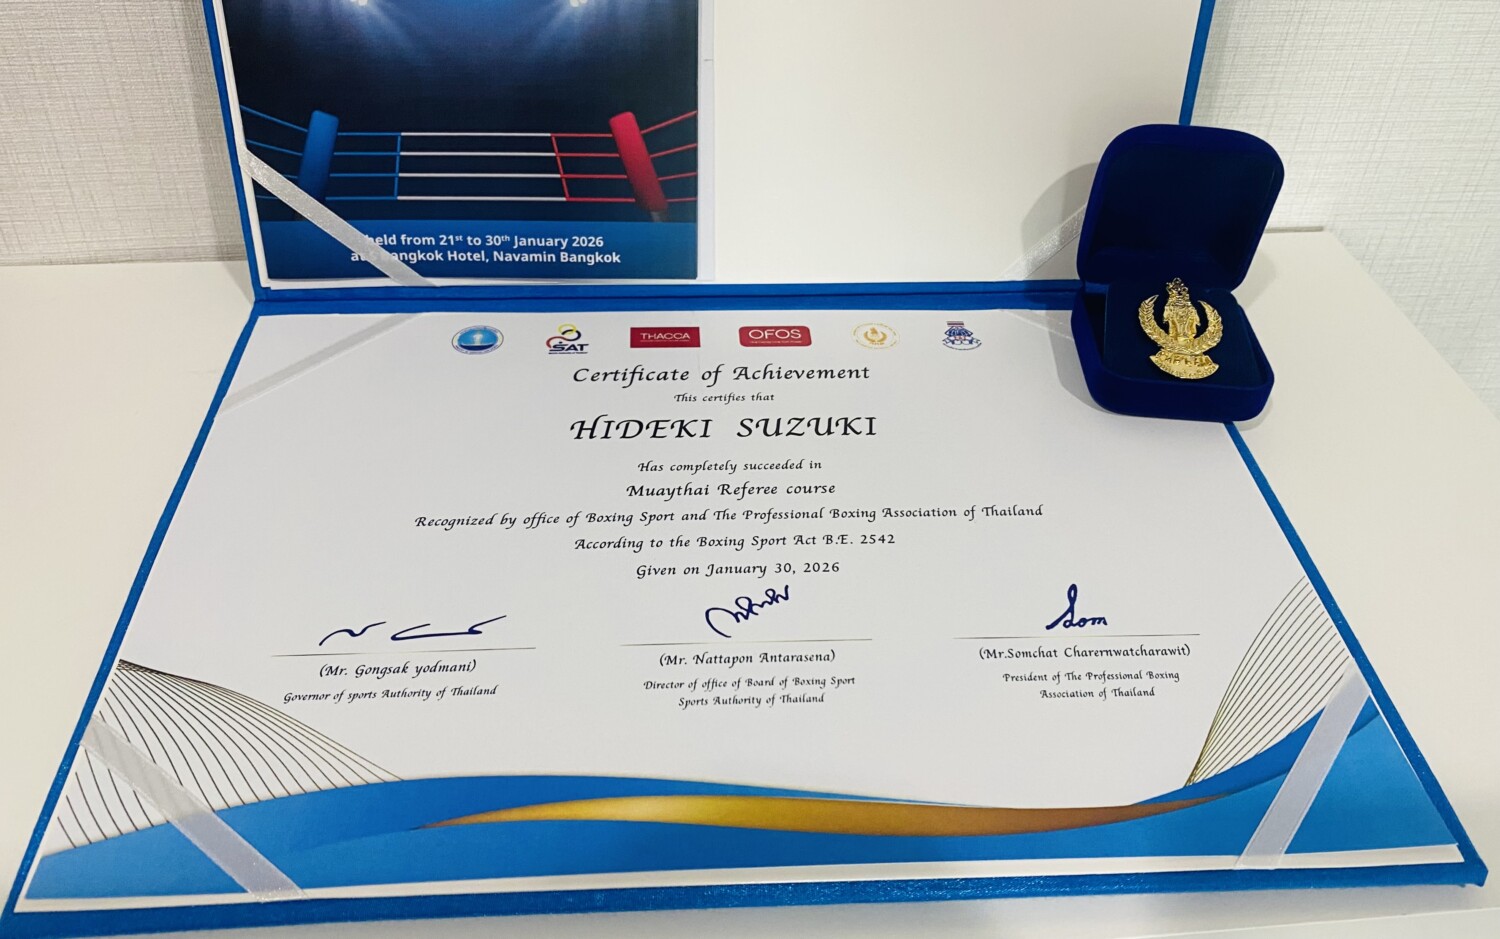 held from 21st to 30th January 2026
Bangkok Hotel, Navamin Bangkok
SAT
THACCA
OFOS
Certificate of Achievement
This certifies that
HIDEKI SUZUKI
Has completely succeeded in
Muaythai Referee course
Recognized by office of Boxing Sport and The Professional Boxing Association of Thailand
According to the Boxing Sport Act B.E. 2542
Given on January 30, 2026
Som
(Mr. Gongsak yodmani)
Governor of sports Authority of Thailand
(Mr. Nattapon Antarasena)
Director of office of Board of Boxing Sport
Sports Authority of Thailand
(Mr.Somchat Charernwatcharawit)
President of The Professional Boxing
Association of Thailand